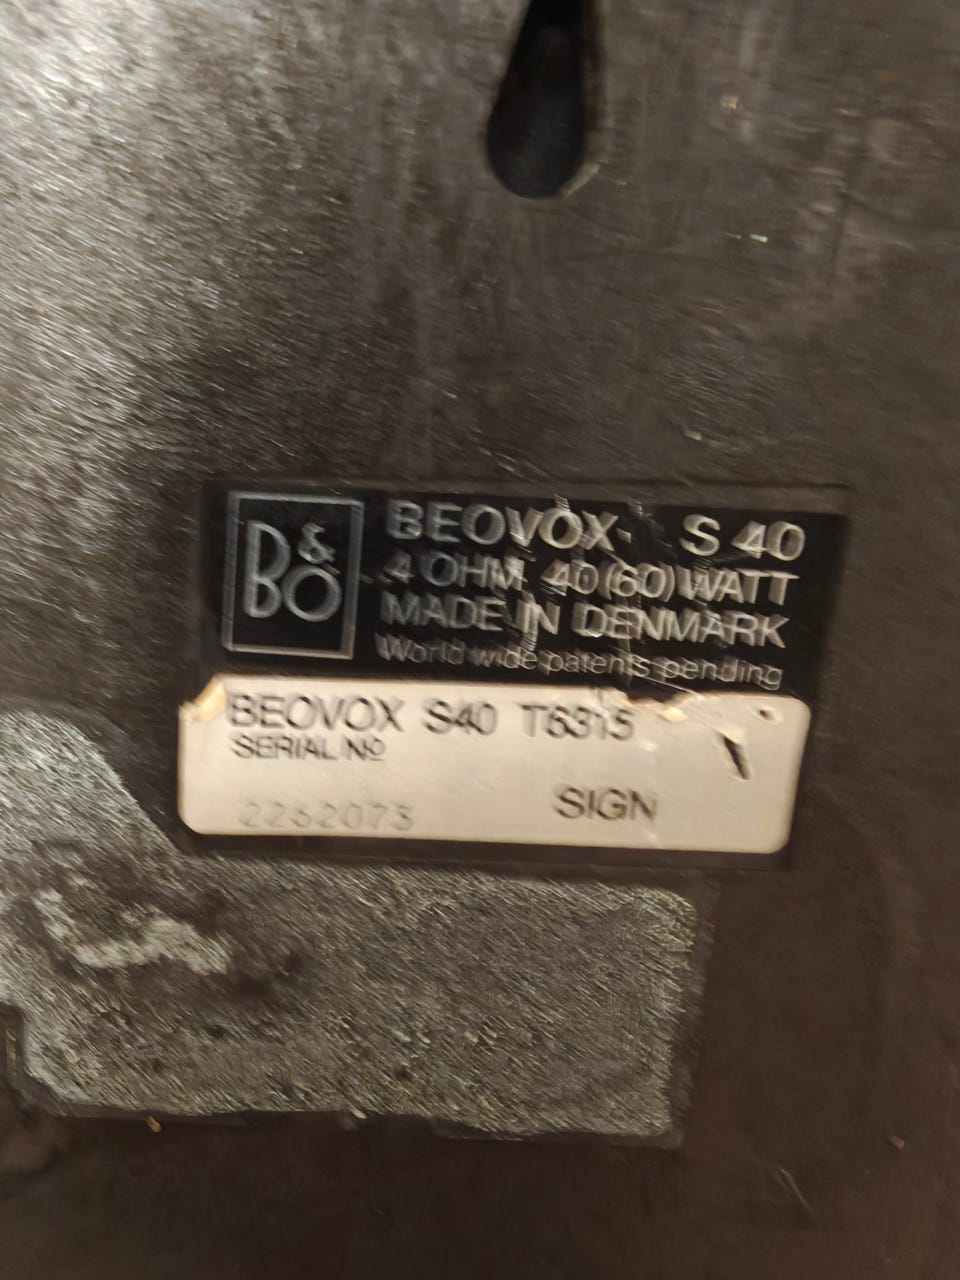 B&O
BEOVOX S 40
4 OHM 40(60) WATT
MADE IN DENMARK
World wide patents pending
BEOVOX S40 T6315
SERIAL No
2262073
SIGN